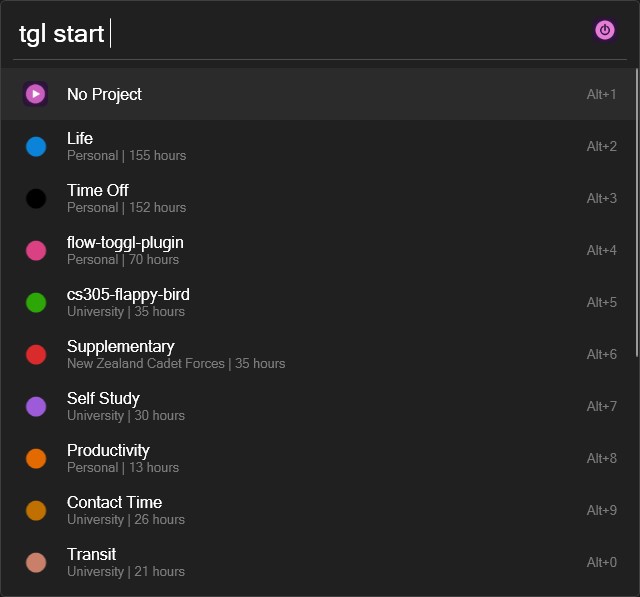 tgl start
No Project
Alt+1
Life
Personal | 155 hours
Alt+2
Time Off
Personal | 152 hours
Alt+3
flow-toggl-plugin
Personal | 70 hours
Alt+4
cs305-flappy-bird
University | 35 hours
Alt+5
Supplementary
New Zealand Cadet Forces | 35 hours
Alt+6
Self Study
University | 30 hours
Alt+7
Productivity
Personal | 13 hours
Alt+8
Contact Time
University | 26 hours
Alt+9
Transit
University | 21 hours
Alt+0